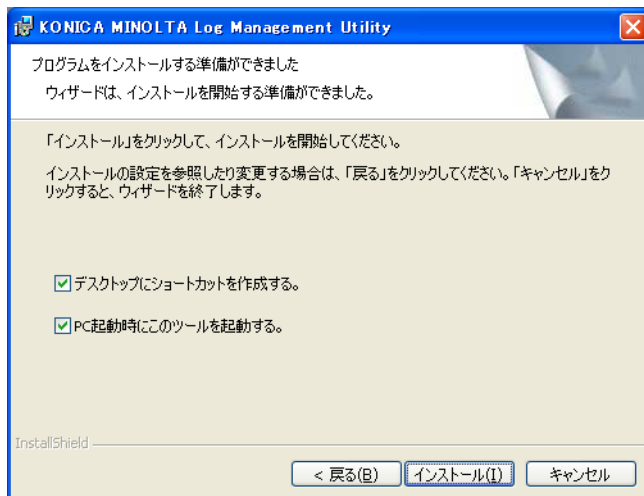 KONICA MINOLTA Log Management Utility
プログラムをインストールする準備ができました
ウィザードは、インストールを開始する準備ができました。
「インストール」をクリックして、インストールを開始してください。
インストールの設定を参照したり変更する場合は、「戻る」をクリックしてください。「キャンセル」をク
リックすると、ウィザードを終了します。
デスクトップにショートカットを作成する。
PC起動時にこのツールを起動する。
InstallShield
< 戻る(B)
インストール(I)
キャンセル